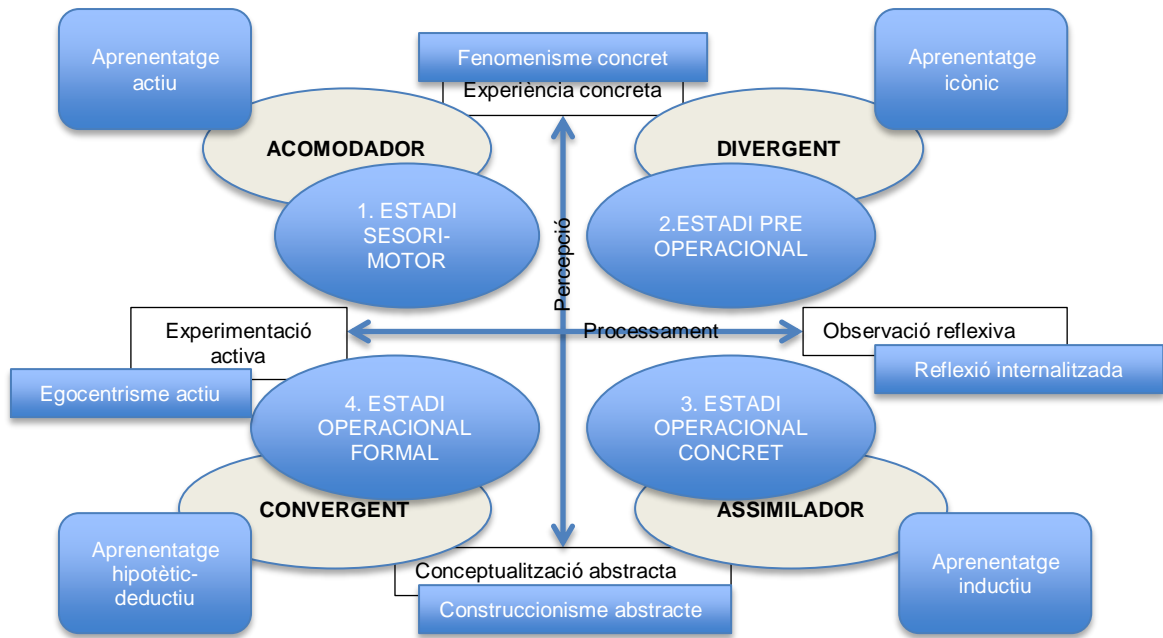 Aprenentatge
actiu
Fenomenisme concret
Experiència concreta
Aprenentatge
icònic
ACOMODADOR
DIVERGENT
1. ESTADI
SESORI-
MOTOR
2.ESTADI PRE
OPERACIONAL
Percepció
Experimentació
activa
Processament
Observació reflexiva
Egocentrisme actiu
Reflexió internalitzada
4. ESTADI
OPERACIONAL
FORMAL
3. ESTADI
OPERACIONAL
CONCRET
CONVERGENT
ASSIMILADOR
Aprenentatge
hipotètic-
deductiu
Conceptualització abstracta
Construccionisme abstracte
Aprenentatge
inductiu